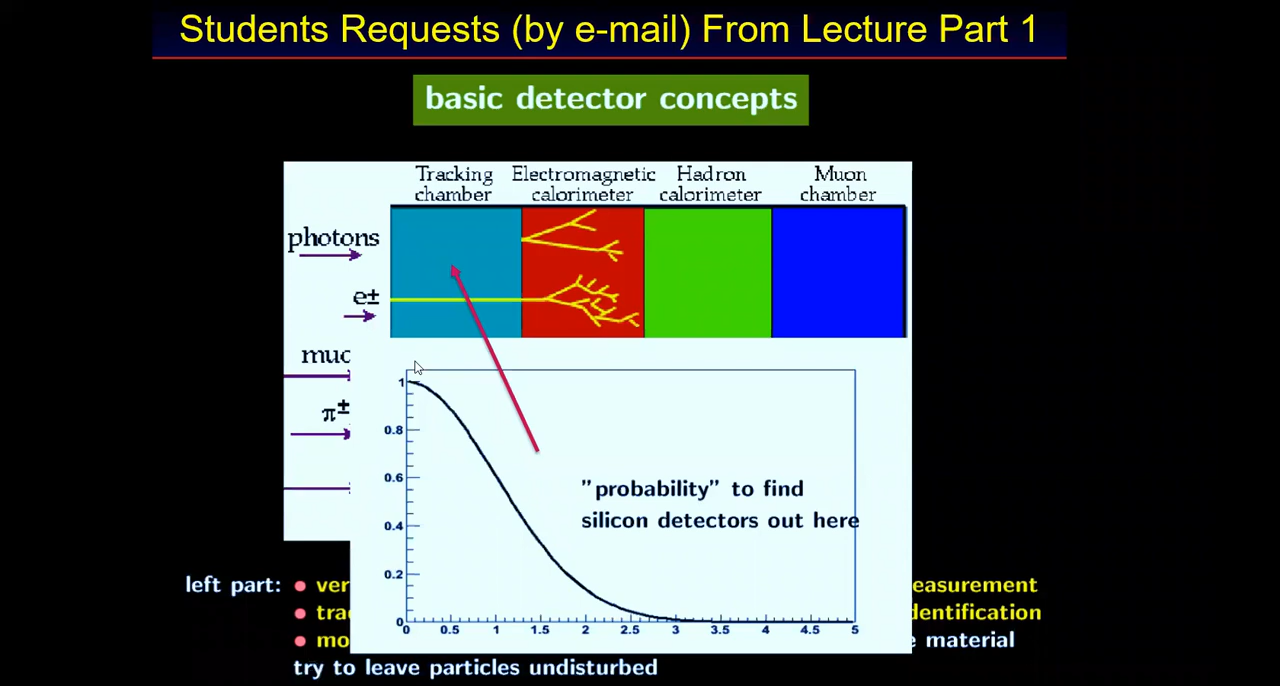 Students Requests (by e-mail) From Lecture Part 1
basic detector concepts
Tracking Electromagnetic Hadron Muon
chamber calorimeter calorimeter chamber
photons
e±
muc
π±
1
0.8
0.6
0.4
0.2
0
0 0.5 1 1.5 2 2.5 3 3.5 4 4.5 5
"probability" to find
silicon detectors out here
left part: ● ver easurement
● tra dentification
● mo e material
try to leave particles undisturbed